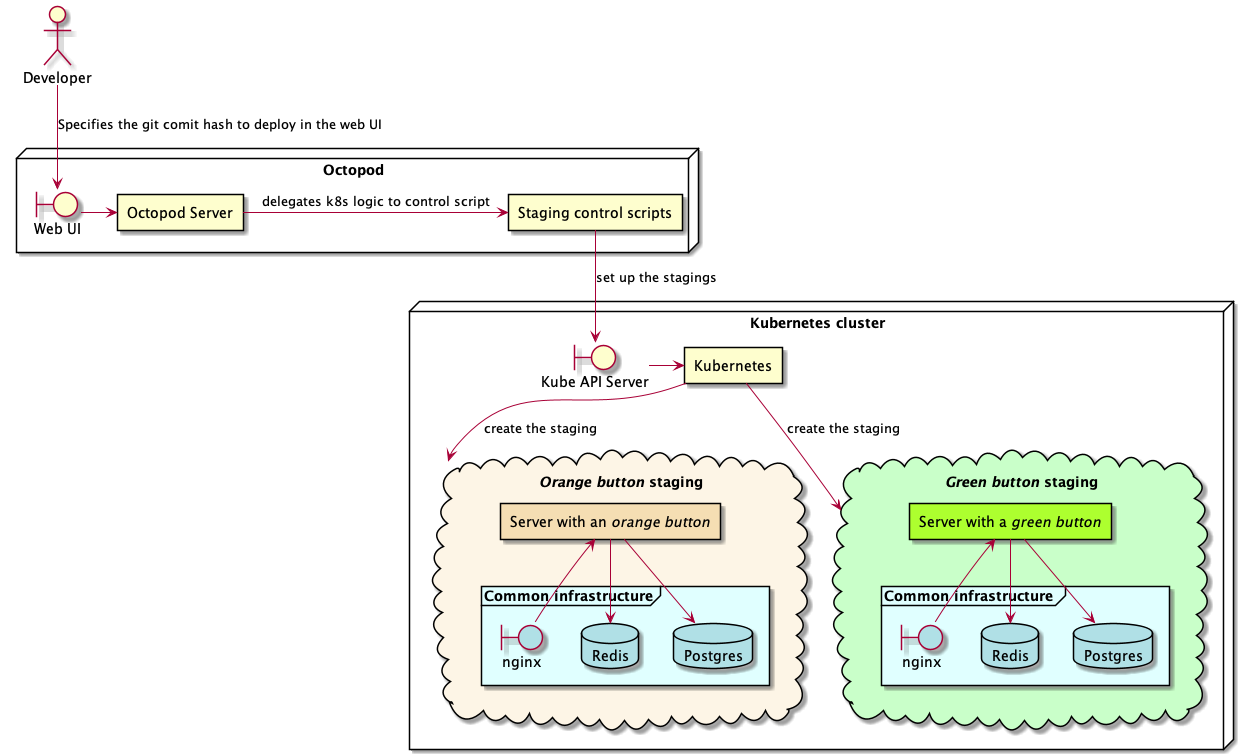 Developer
Specifies the git comit hash to deploy in the web UI
Octopod
Web UI
Octopod Server
delegates k8s logic to control script
Staging control scripts
set up the stagings
Kubernetes cluster
Kube API Server
Kubernetes
create the staging
create the staging
Orange button staging
Server with an orange button
Common infrastructure
nginx
Redis
Postgres
Green button staging
Server with a green button
Common infrastructure
nginx
Redis
Postgres